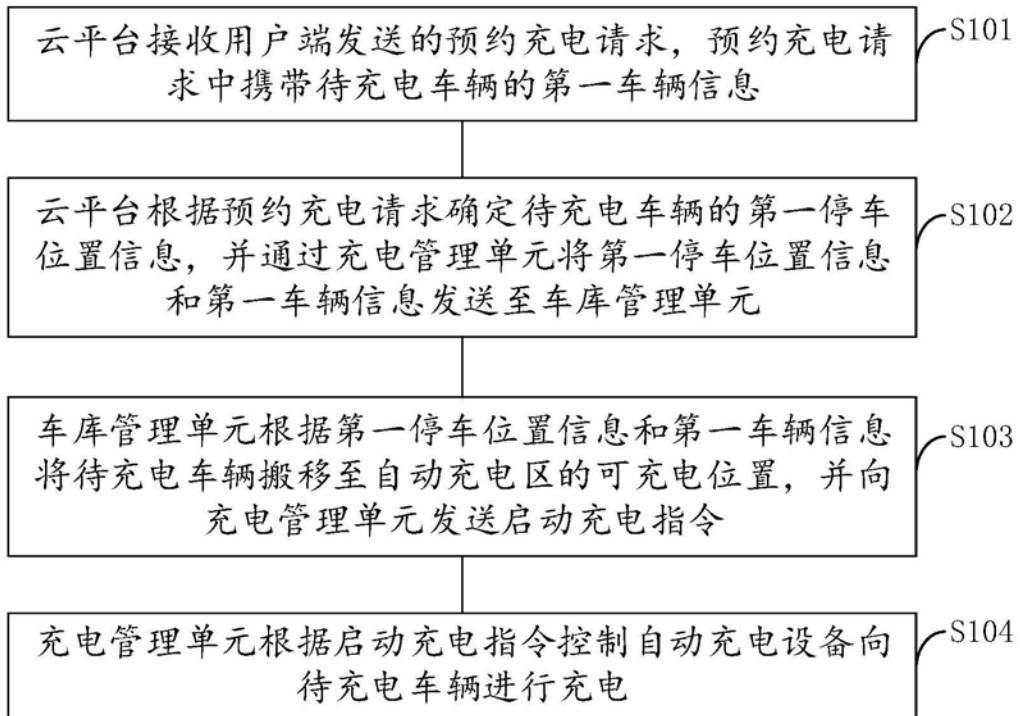 云平台接收用户端发送的预约充电请求，预约充电请
求中携带待充电车辆的第一车辆信息
S101
云平台根据预约充电请求确定待充电车辆的第一停车
位置信息，并通过充电管理单元将第一停车位置信息
和第一车辆信息发送至车库管理单元
S102
车库管理单元根据第一停车位置信息和第一车辆信息
将待充电车辆搬移至自动充电区的可充电位置，并向
充电管理单元发送启动充电指令
S103
充电管理单元根据启动充电指令控制自动充电设备向
待充电车辆进行充电
S104